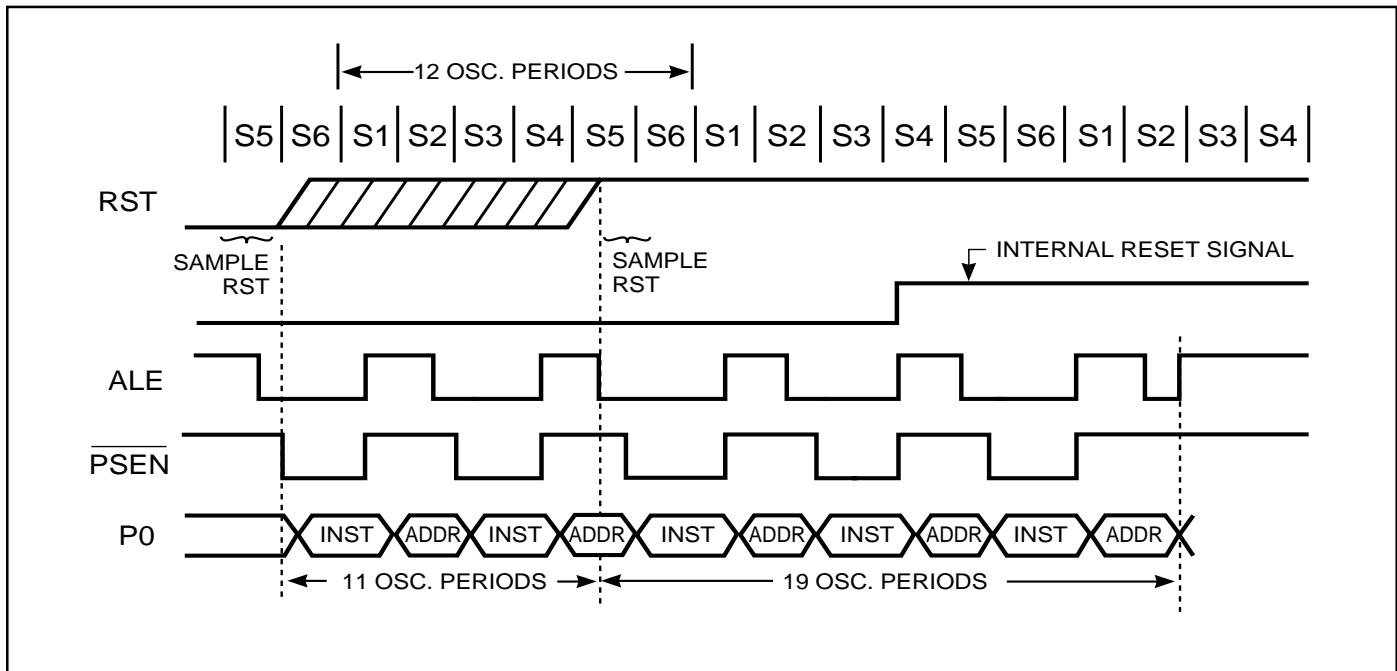 12 OSC. PERIODS
S5 S6 S1 S2 S3 S4 S5 S6 S1 S2 S3 S4 S5 S6 S1 S2 S3 S4
RST
SAMPLE
RST
SAMPLE
RST
INTERNAL RESET SIGNAL
ALE
PSEN
P0
INST ADDR INST ADDR INST ADDR INST ADDR INST ADDR
11 OSC. PERIODS
19 OSC. PERIODS